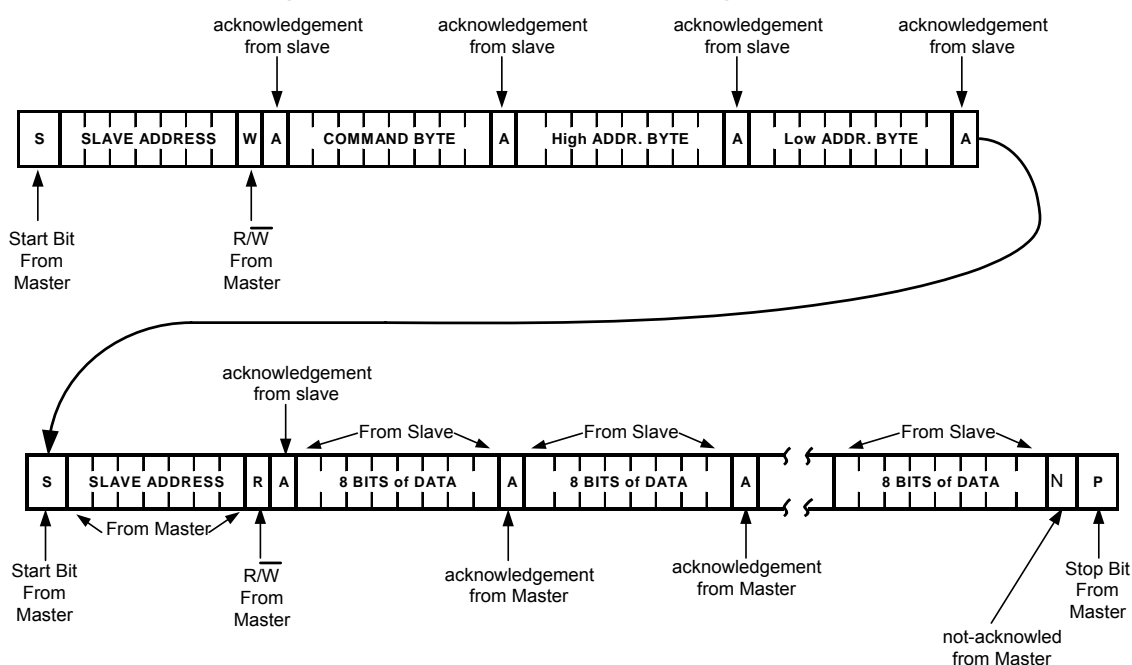 acknowledgement
from slave
acknowledgement
from slave
acknowledgement
from slave
acknowledgement
from slave
S SLAVE ADDRESS W A COMMAND BYTE A High ADDR. BYTE A Low ADDR. BYTE A
Start Bit
From
Master
R/W̅
From
Master
acknowledgement
from slave
From Slave
From Slave
From Slave
S SLAVE ADDRESS R A 8 BITS of DATA A 8 BITS of DATA A 8 BITS of DATA N P
From Master
Start Bit
From
Master
R/W̅
From
Master
acknowledgement
from Master
acknowledgement
from Master
not-acknowled
from Master
Stop Bit
From
Master